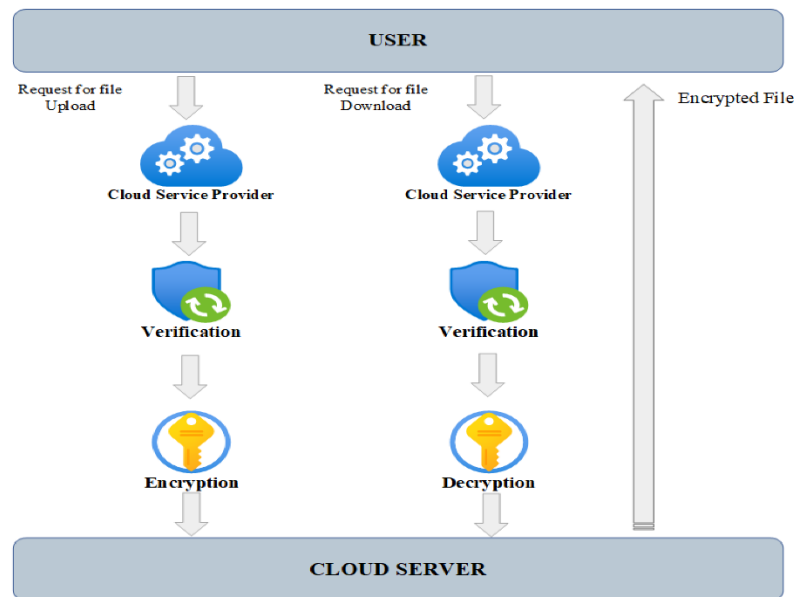 USER
Request for file
Upload
Request for file
Download
Encrypted File
Cloud Service Provider
Cloud Service Provider
Verification
Verification
Encryption
Decryption
CLOUD SERVER